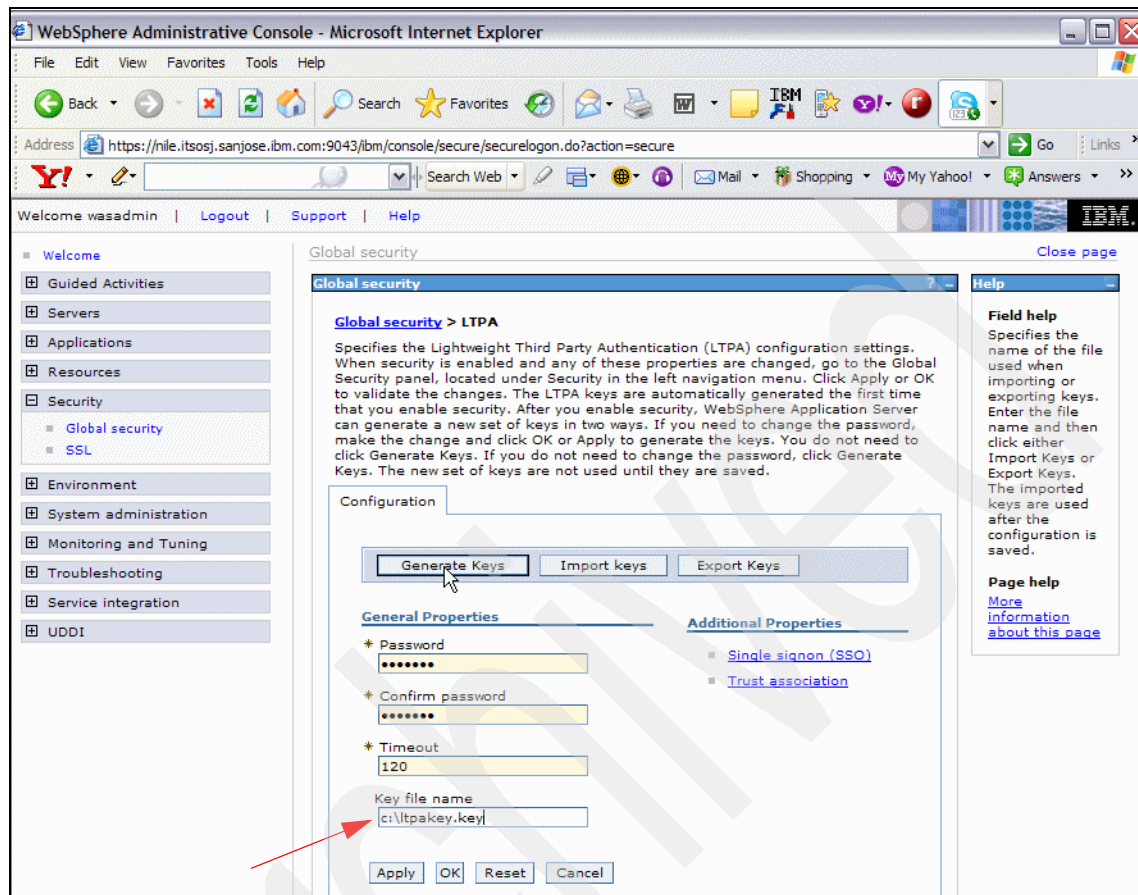 WebSphere Administrative Console - Microsoft Internet Explorer
File Edit View Favorites Tools Help
Back Search Favorites IBM
Address https://nile.itsosj.sanjose.ibm.com:9043/ibm/console/secure/securelogon.do?action=secure Go Links »
Y! Search Web Mail Shopping My My Yahoo! Answers »
Welcome wasadmin | Logout | Support | Help IBM.
Welcome
Guided Activities
Servers
Applications
Resources
Security
Global security
SSL
Environment
System administration
Monitoring and Tuning
Troubleshooting
Service integration
UDDI
Global security Close page
Global security ? –
Global security > LTPA
Specifies the Lightweight Third Party Authentication (LTPA) configuration settings.
When security is enabled and any of these properties are changed, go to the Global
Security panel, located under Security in the left navigation menu. Click Apply or OK
to validate the changes. The LTPA keys are automatically generated the first time
that you enable security. After you enable security, WebSphere Application Server
can generate a new set of keys in two ways. If you need to change the password,
make the change and click OK or Apply to generate the keys. You do not need to
click Generate Keys. If you do not need to change the password, click Generate
Keys. The new set of keys are not used until they are saved.
Configuration
Generate Keys Import keys Export Keys
General Properties
* Password
•••••••
* Confirm password
•••••••
* Timeout
120
Key file name
c:\ltpakey.key
Apply OK Reset Cancel
Additional Properties
Single signon (SSO)
Trust association
Help –
Field help
Specifies the
name of the file
used when
importing or
exporting keys.
Enter the file
name and then
click either
Import Keys or
Export Keys.
The imported
keys are used
after the
configuration is
saved.
Page help
More
information
about this page